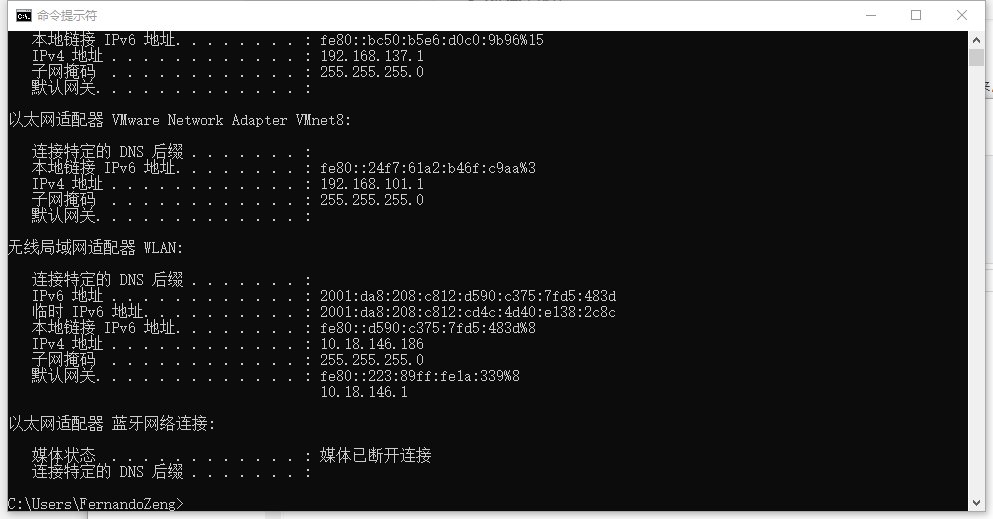 命令提示符
本地链接 IPv6 地址. . . . . . . . : fe80::bc50:b5e6:d0c0:9b96%15
IPv4 地址 . . . . . . . . . . . . : 192.168.137.1
子网掩码 . . . . . . . . . . . . : 255.255.255.0
默认网关. . . . . . . . . . . . . :
以太网适配器 VMware Network Adapter VMnet8:
连接特定的 DNS 后缀 . . . . . . . :
本地链接 IPv6 地址. . . . . . . . : fe80::24f7:61a2:b46f:c9aa%3
IPv4 地址 . . . . . . . . . . . . : 192.168.101.1
子网掩码 . . . . . . . . . . . . : 255.255.255.0
默认网关. . . . . . . . . . . . . :
无线局域网适配器 WLAN:
连接特定的 DNS 后缀 . . . . . . . :
IPv6 地址 . . . . . . . . . . . . : 2001:da8:208:c812:d590:c375:7fd5:483d
临时 IPv6 地址. . . . . . . . . . : 2001:da8:208:c812:cd4c:4d40:e138:2c8c
本地链接 IPv6 地址. . . . . . . . : fe80::d590:c375:7fd5:483d%8
IPv4 地址 . . . . . . . . . . . . : 10.18.146.186
子网掩码 . . . . . . . . . . . . : 255.255.255.0
默认网关. . . . . . . . . . . . . : fe80::223:89ff:fe1a:339%8
10.18.146.1
以太网适配器 蓝牙网络连接:
媒体状态 . . . . . . . . . . . . : 媒体已断开连接
连接特定的 DNS 后缀 . . . . . . . :
C:\Users\FernandoZeng>